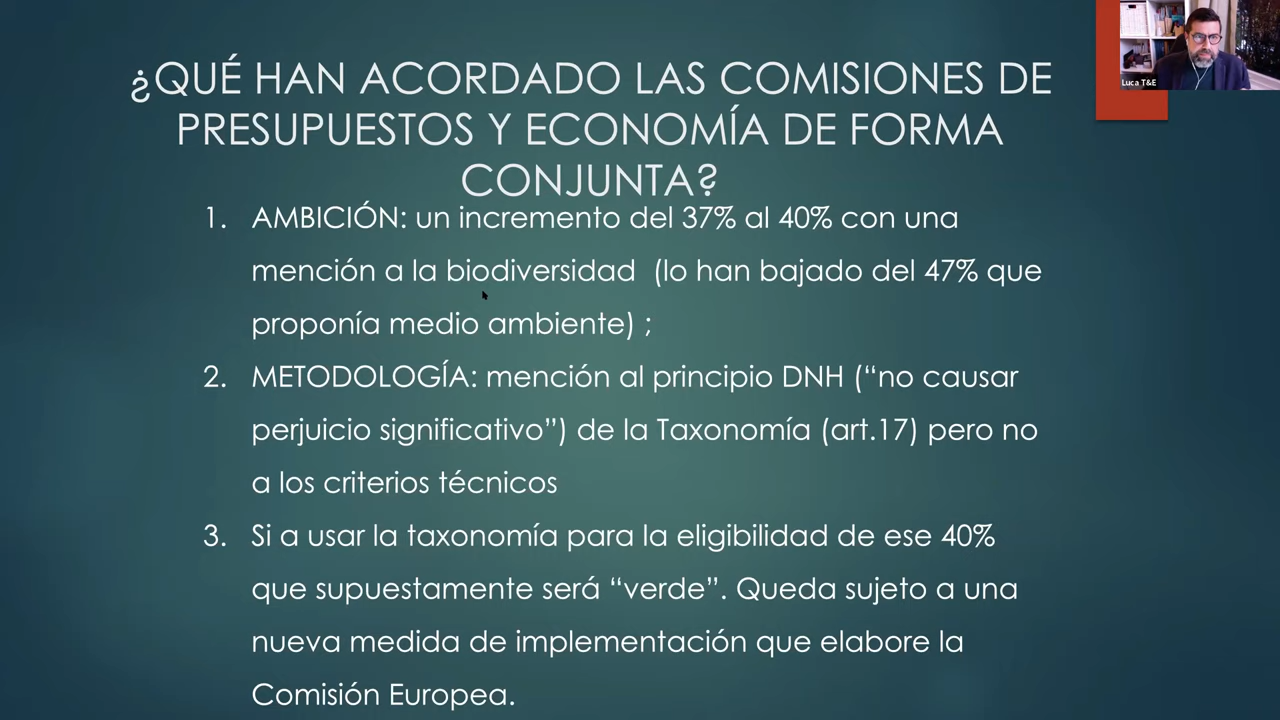 ¿QUÉ HAN ACORDADO LAS COMISIONES DE
PRESUPUESTOS Y ECONOMÍA DE FORMA
CONJUNTA?
1. AMBICIÓN: un incremento del 37% al 40% con una
mención a la biodiversidad (lo han bajado del 47% que
proponía medio ambiente) ;
2. METODOLOGÍA: mención al principio DNH (“no causar
perjuicio significativo”) de la Taxonomía (art.17) pero no
a los criterios técnicos
3. Si a usar la taxonomía para la eligibilidad de ese 40%
que supuestamente será “verde”. Queda sujeto a una
nueva medida de implementación que elabore la
Comisión Europea.
Luca T&E